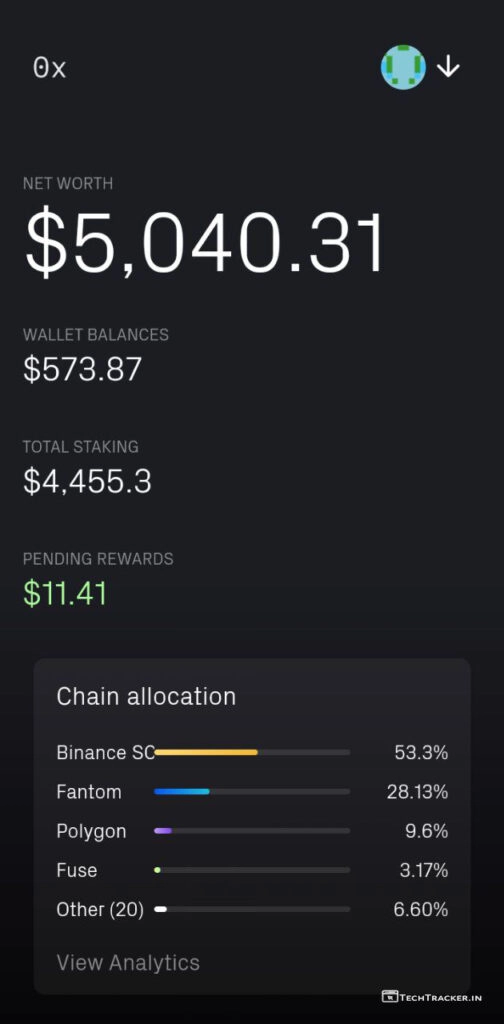 0x
NET WORTH
$5,040.31
WALLET BALANCES
$573.87
TOTAL STAKING
$4,455.3
PENDING REWARDS
$11.41
Chain allocation
Binance SC 53.3%
Fantom 28.13%
Polygon 9.6%
Fuse 3.17%
Other (20) 6.60%
View Analytics
TECHTRACKER.IN